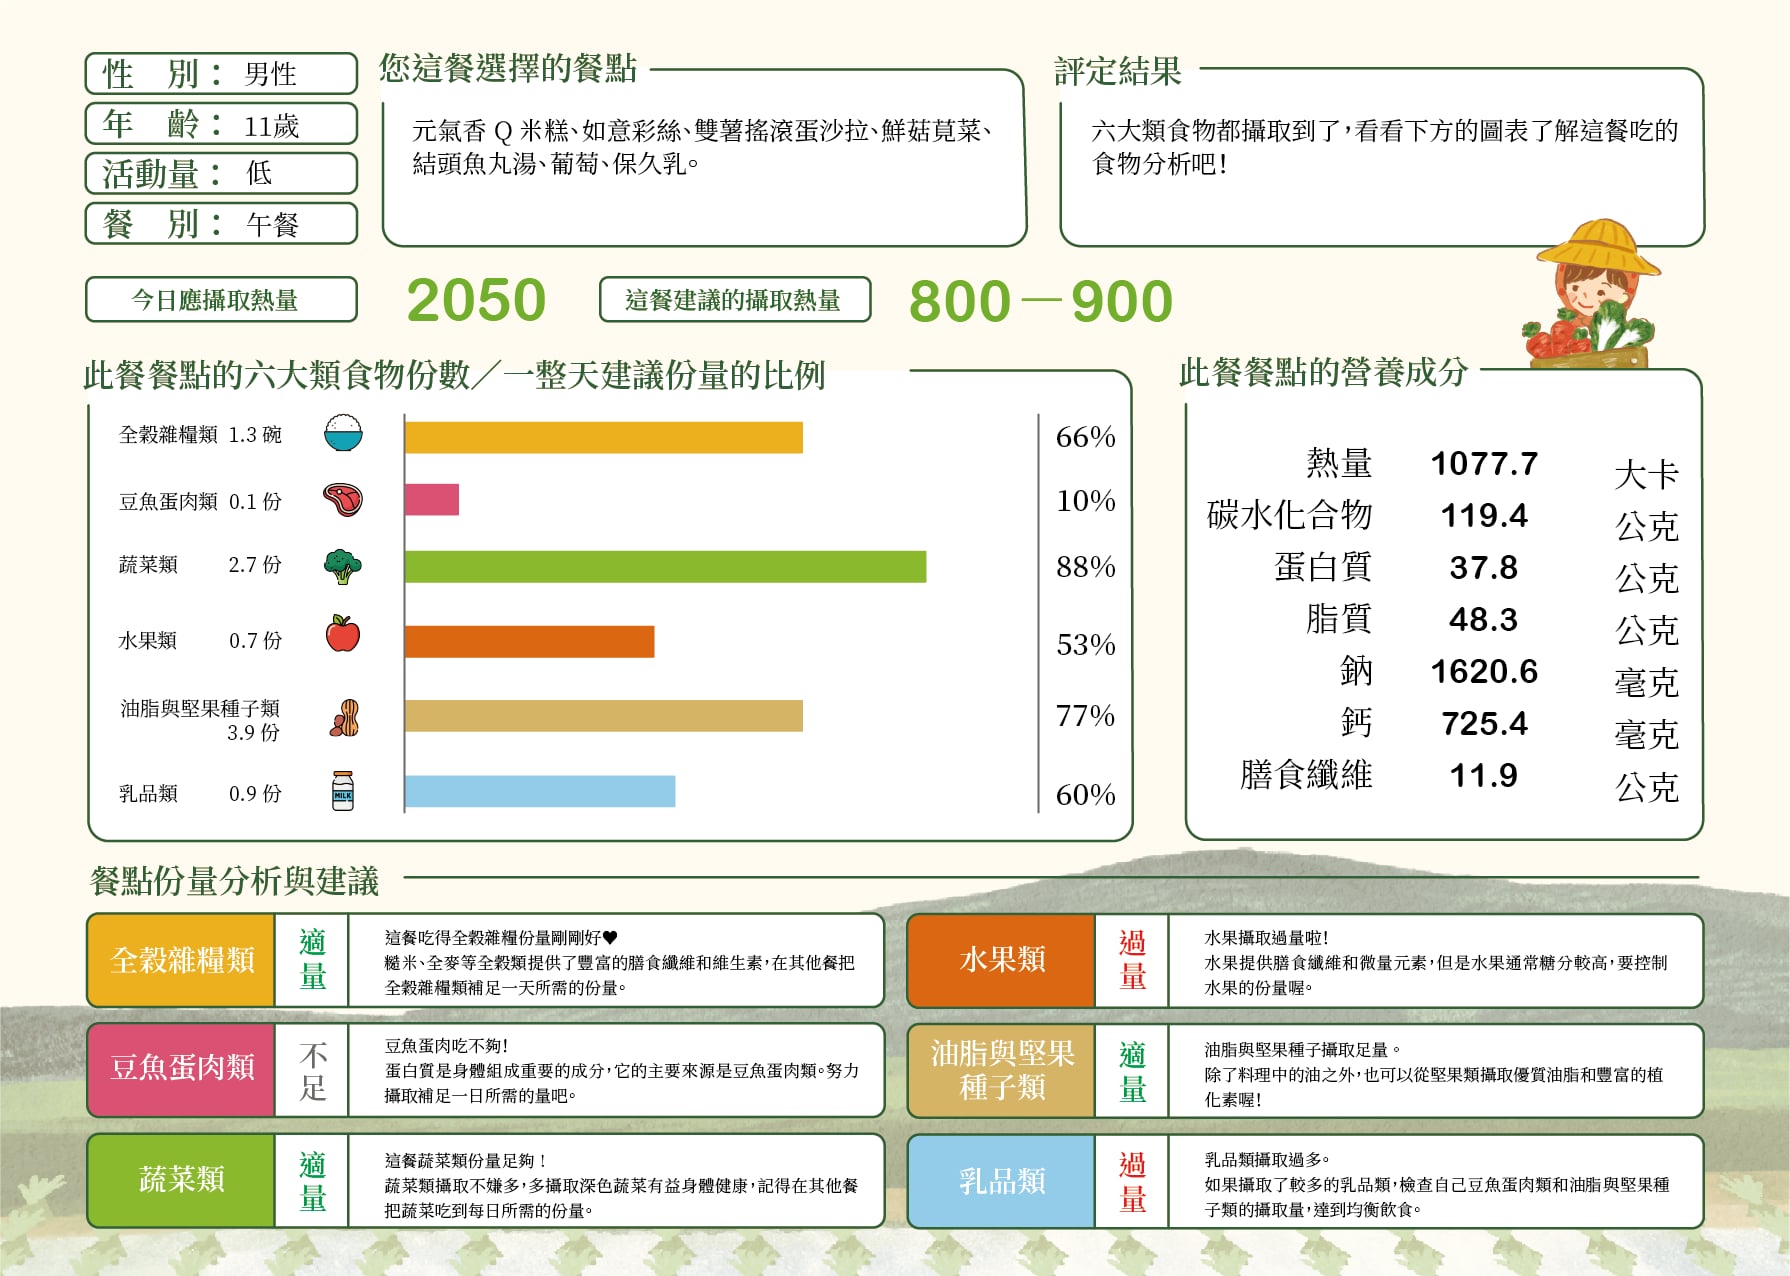 性　別：　男性
年　齡：　11歲
活動量：　低
餐　別：　午餐
您這餐選擇的餐點
元氣香 Q 米糕、如意彩絲、雙薯搖滾蛋沙拉、鮮菇莧菜、
結頭魚丸湯、葡萄、保久乳。
評定結果
六大類食物都攝取到了，看看下方的圖表了解這餐吃的
食物分析吧！
今日應攝取熱量　2050　這餐建議的攝取熱量　800－900
此餐餐點的六大類食物份數／一整天建議份量的比例
全穀雜糧類 1.3 碗　66%
豆魚蛋肉類 0.1 份　10%
蔬菜類　2.7 份　88%
水果類　0.7 份　53%
油脂與堅果種子類
3.9 份　77%
乳品類　0.9 份　MILK　60%
此餐餐點的營養成分
熱量　1077.7　大卡
碳水化合物　119.4　公克
蛋白質　37.8　公克
脂質　48.3　公克
鈉　1620.6　毫克
鈣　725.4　毫克
膳食纖維　11.9　公克
餐點份量分析與建議
全穀雜糧類
適量
這餐吃得全穀雜糧份量剛剛好♥
糙米、全麥等全穀類提供了豐富的膳食纖維和維生素，在其他餐把
全穀雜糧類補足一天所需的份量。
水果類
過量
水果攝取過量啦！
水果提供膳食纖維和微量元素，但是水果通常糖分較高，要控制
水果的份量喔。
豆魚蛋肉類
不足
豆魚蛋肉吃不夠！
蛋白質是身體組成重要的成分，它的主要來源是豆魚蛋肉類。努力
攝取補足一日所需的量吧。
油脂與堅果
種子類
適量
油脂與堅果種子攝取足量。
除了料理中的油之外，也可以從堅果類攝取優質油脂和豐富的植
化素喔！
蔬菜類
適量
這餐蔬菜類份量足夠！
蔬菜類攝取不嫌多，多攝取深色蔬菜有益身體健康，記得在其他餐
把蔬菜吃到每日所需的份量。
乳品類
過量
乳品類攝取過多。
如果攝取了較多的乳品類，檢查自己豆魚蛋肉類和油脂與堅果種
子類的攝取量，達到均衡飲食。